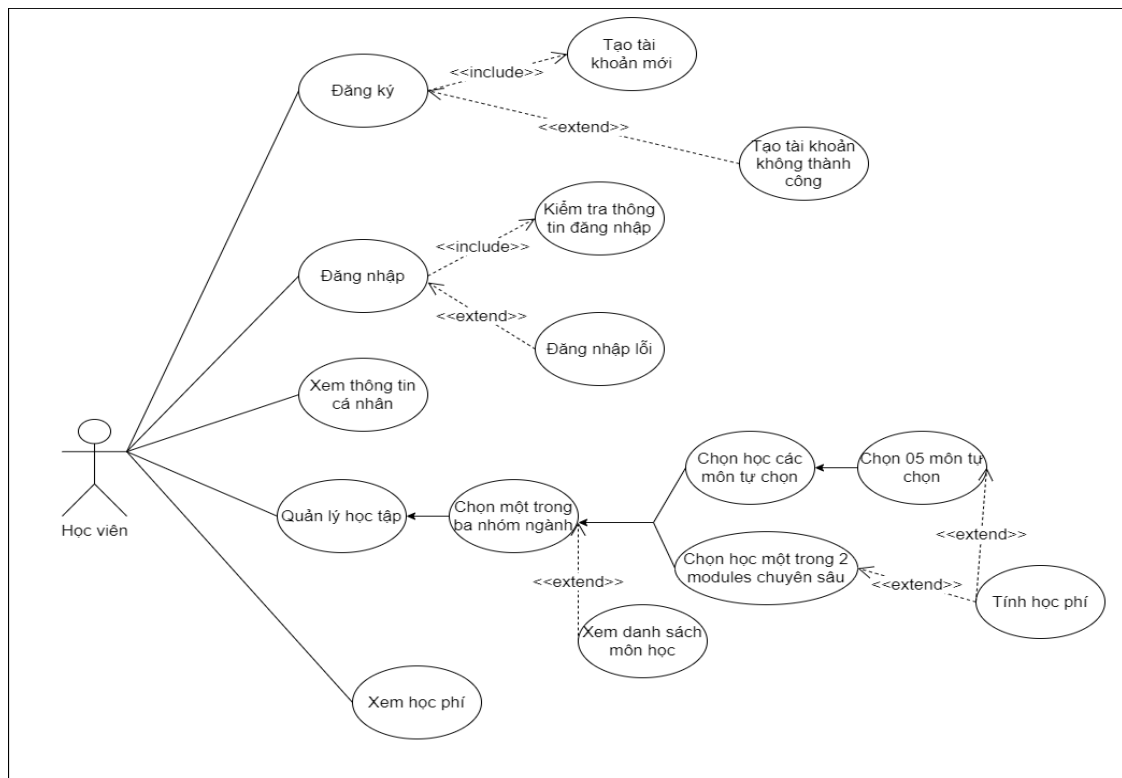 Tạo tài
khoản mới
<<include>>
Đăng ký
<<extend>>
Tạo tài khoản
không thành
công
Kiểm tra thông
tin đăng nhập
<<include>>
Đăng nhập
<<extend>>
Đăng nhập lỗi
Xem thông tin
cá nhân
Chọn học các
môn tự chọn
Chọn 05 môn tự
chọn
Học viên
Quản lý học tập
Chọn một trong
ba nhóm ngành
<<extend>>
Chọn học một trong 2
modules chuyên sâu
<<extend>>
<<extend>>
Tính học phí
Xem danh sách
môn học
Xem học phí